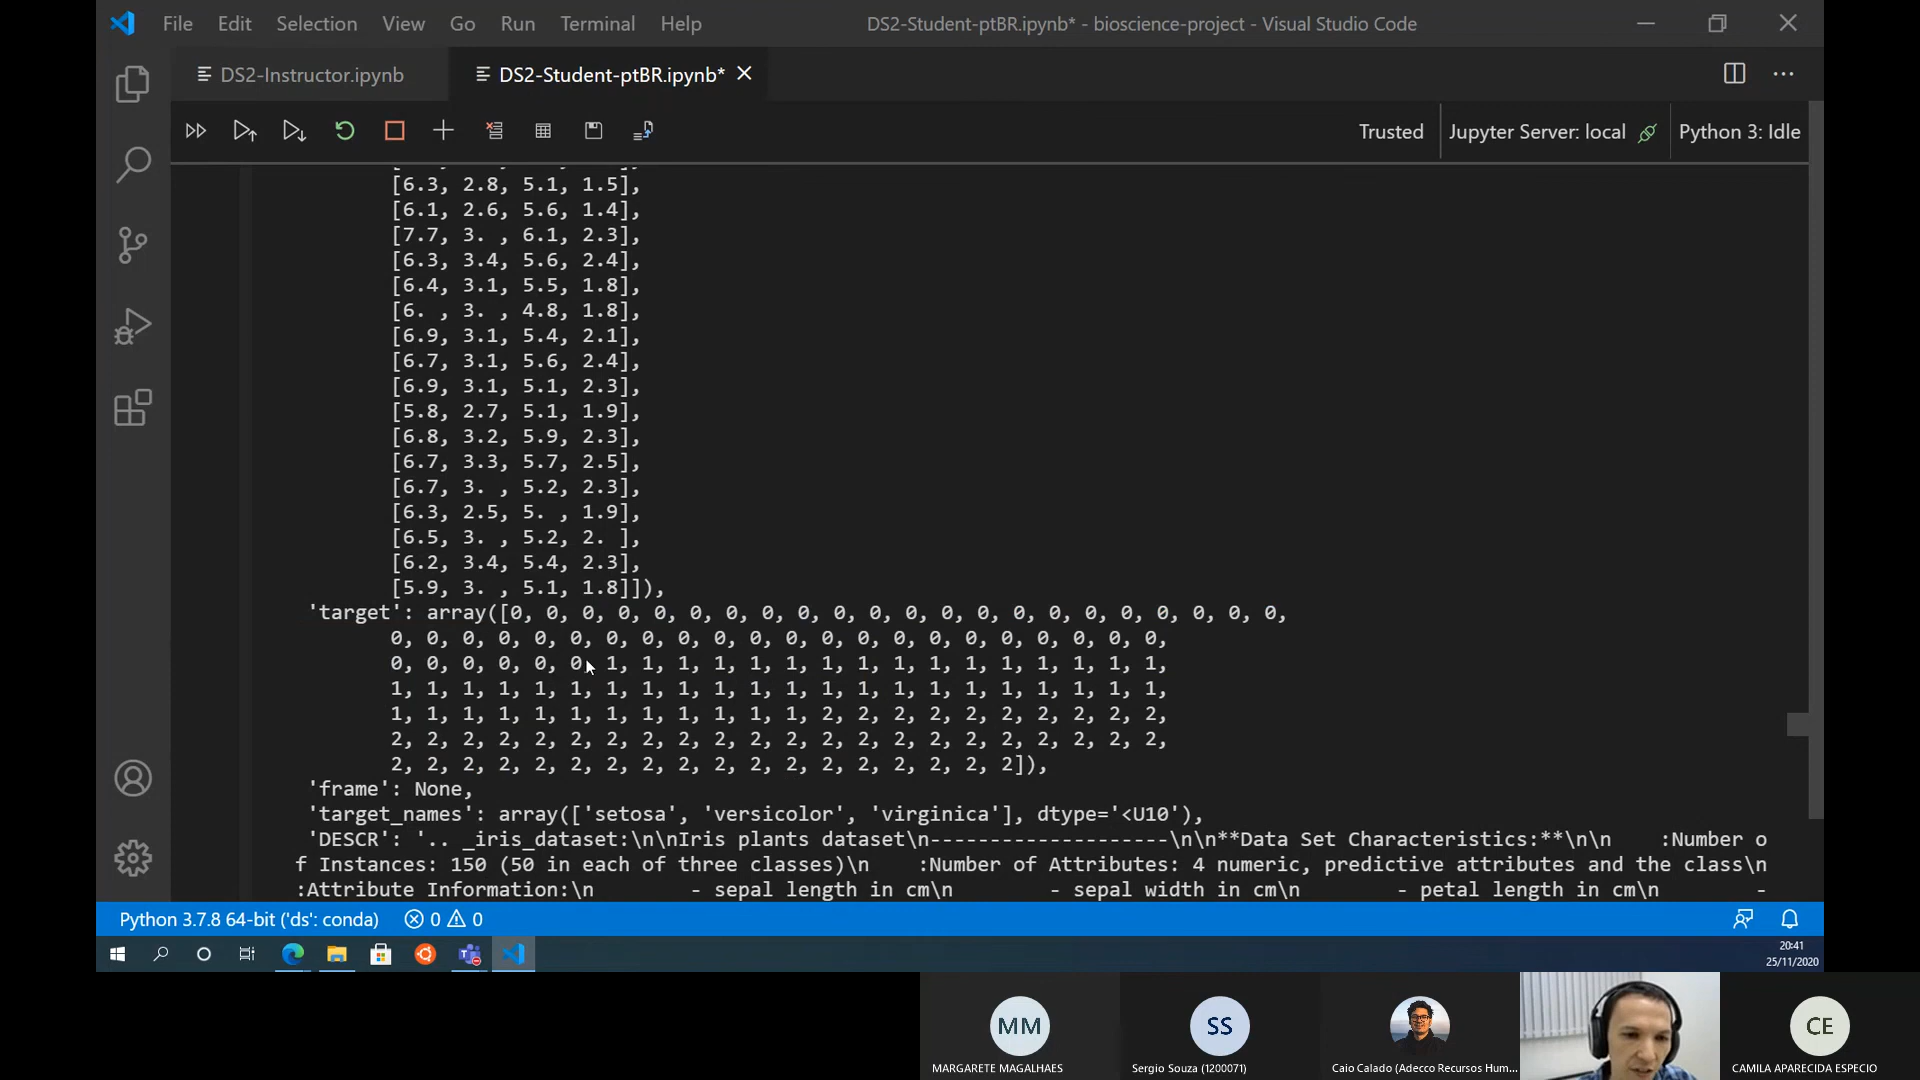 File Edit Selection View Go Run Terminal Help DS2-Student-ptBR.ipynb* - bioscience-project - Visual Studio Code
DS2-Instructor.ipynb DS2-Student-ptBR.ipynb*
Trusted Jupyter Server: local Python 3: Idle
[6.3, 2.8, 5.1, 1.5],
[6.1, 2.6, 5.6, 1.4],
[7.7, 3. , 6.1, 2.3],
[6.3, 3.4, 5.6, 2.4],
[6.4, 3.1, 5.5, 1.8],
[6. , 3. , 4.8, 1.8],
[6.9, 3.1, 5.4, 2.1],
[6.7, 3.1, 5.6, 2.4],
[6.9, 3.1, 5.1, 2.3],
[5.8, 2.7, 5.1, 1.9],
[6.8, 3.2, 5.9, 2.3],
[6.7, 3.3, 5.7, 2.5],
[6.7, 3. , 5.2, 2.3],
[6.3, 2.5, 5. , 1.9],
[6.5, 3. , 5.2, 2. ],
[6.2, 3.4, 5.4, 2.3],
[5.9, 3. , 5.1, 1.8]]),
'target': array([0, 0, 0, 0, 0, 0, 0, 0, 0, 0, 0, 0, 0, 0, 0, 0, 0, 0, 0, 0, 0, 0,
0, 0, 0, 0, 0, 0, 0, 0, 0, 0, 0, 0, 0, 0, 0, 0, 0, 0, 0, 0,
0, 0, 0, 0, 0, 0, 1, 1, 1, 1, 1, 1, 1, 1, 1, 1, 1, 1, 1, 1, 1, 1,
1, 1, 1, 1, 1, 1, 1, 1, 1, 1, 1, 1, 1, 1, 1, 1, 1, 1, 1, 1, 1, 1,
1, 1, 1, 1, 1, 1, 1, 1, 1, 1, 1, 1, 2, 2, 2, 2, 2, 2, 2, 2, 2, 2,
2, 2, 2, 2, 2, 2, 2, 2, 2, 2, 2, 2, 2, 2, 2, 2, 2, 2, 2, 2, 2, 2,
2, 2, 2, 2, 2, 2, 2, 2, 2, 2, 2, 2, 2, 2, 2, 2, 2, 2]),
'frame': None,
'target_names': array(['setosa', 'versicolor', 'virginica'], dtype='<U10'),
'DESCR': '.. _iris_dataset:\n\nIris plants dataset\n--------------------\n\n**Data Set Characteristics:**\n\n :Number o
f Instances: 150 (50 in each of three classes)\n :Number of Attributes: 4 numeric, predictive attributes and the class\n
:Attribute Information:\n - sepal length in cm\n - sepal width in cm\n - petal length in cm\n -
Python 3.7.8 64-bit ('ds': conda) 0 0
20:41
25/11/2020
MM SS CE
MARGARETE MAGALHAES Sergio Souza (1200071) Caio Calado (Adecco Recursos Hum... CAMILA APARECIDA ESPECIO